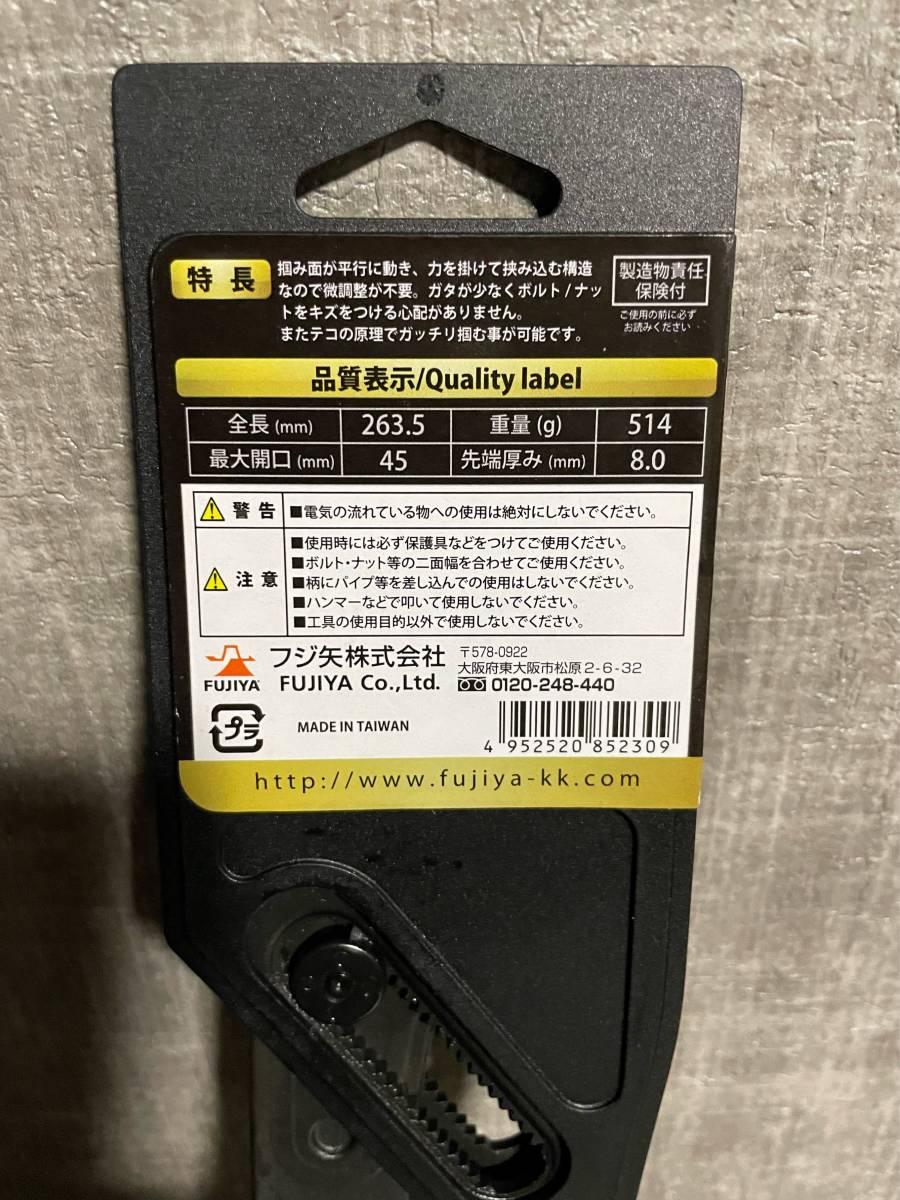 特長
掴み面が平行に動き、力を掛けて挟み込む構造
なので微調整が不要。ガタが少なくボルト/ナッ
トをキズをつける心配がありません。
またテコの原理でガッチリ掴む事が可能です。
製造物責任
保険付
ご使用の前に必ず
お読みください
品質表示/Quality label
全長 (mm) 263.5 重量 (g) 514
最大開口 (mm) 45 先端厚み (mm) 8.0
警告 ■電気の流れている物への使用は絶対にしないでください。
注意
■使用時には必ず保護具などをつけてご使用ください。
■ボルト・ナット等の二面幅を合わせてご使用ください。
■柄にパイプ等を差し込んでの使用はしないでください。
■ハンマーなどで叩いて使用しないでください。
■工具の使用目的以外で使用しないでください。
FUJIYA
フジ矢株式会社
FUJIYA Co.,Ltd.
〒578-0922
大阪府東大阪市松原2-6-32
0120-248-440
プラ
MADE IN TAIWAN
4 952520 852309
http://www.fujiya-kk.com